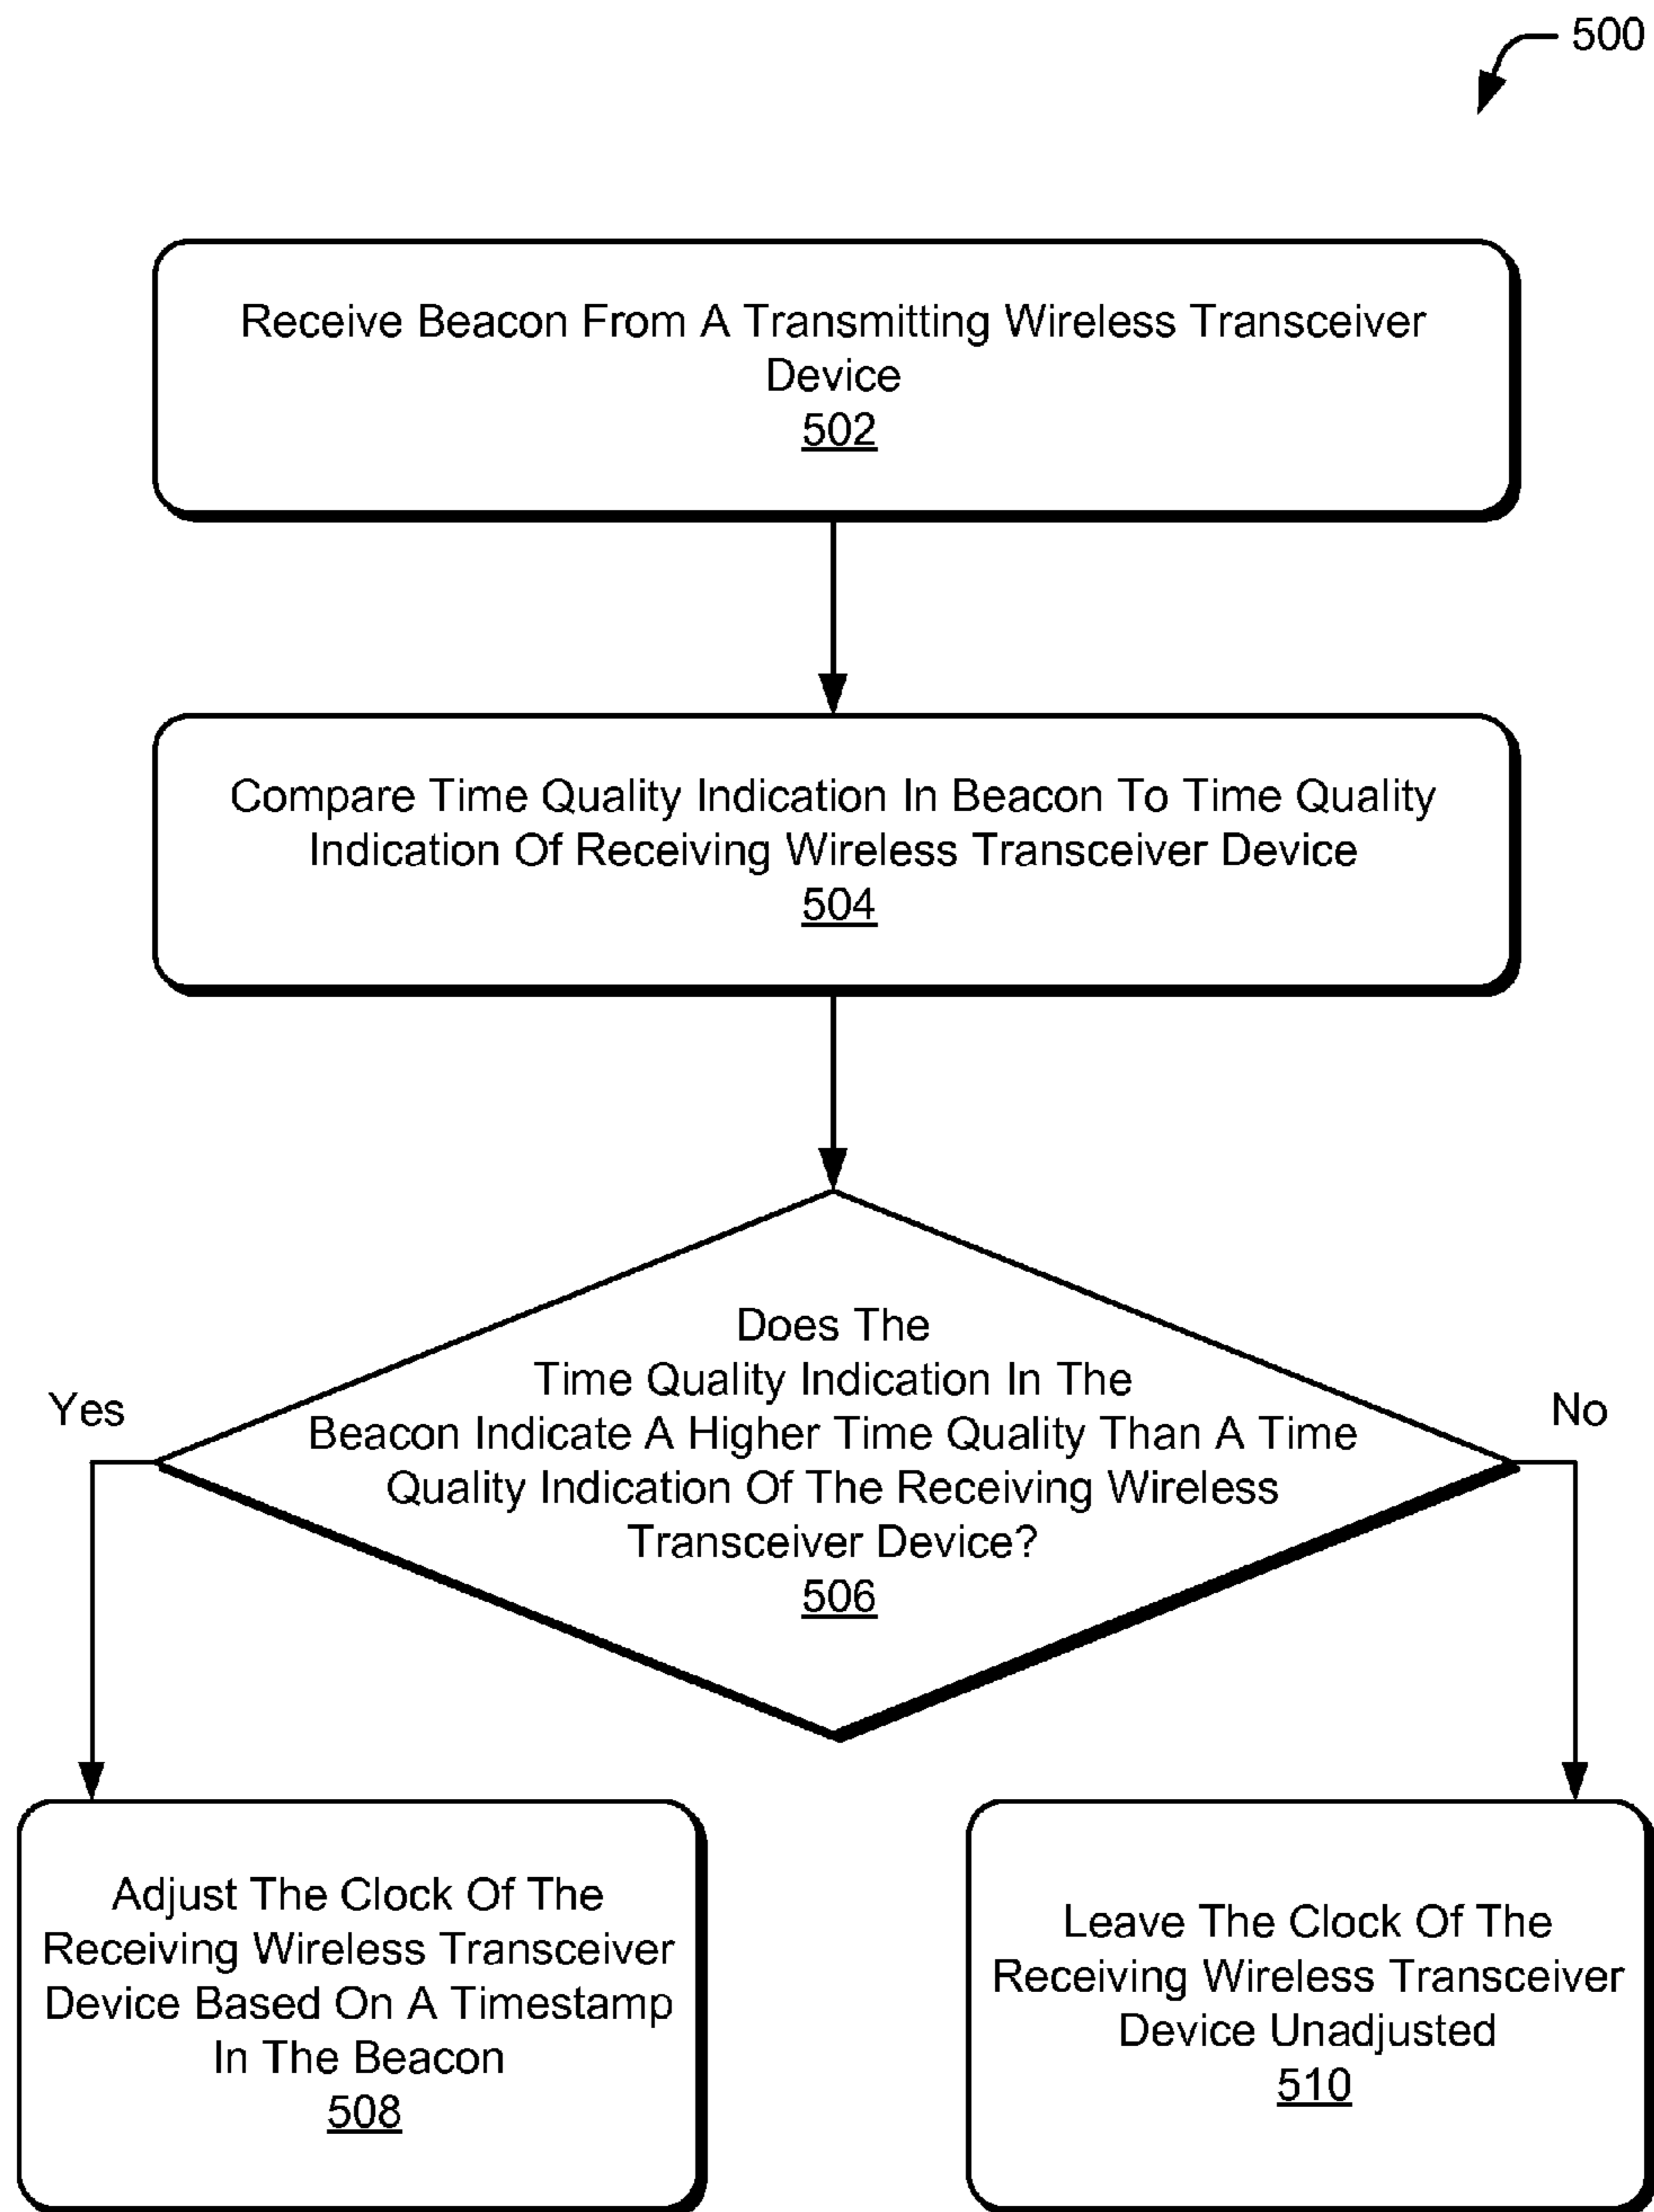 500
Receive Beacon From A Transmitting Wireless Transceiver
Device
502
Compare Time Quality Indication In Beacon To Time Quality
Indication Of Receiving Wireless Transceiver Device
504
Does The
Time Quality Indication In The
Beacon Indicate A Higher Time Quality Than A Time
Quality Indication Of The Receiving Wireless
Transceiver Device?
506
Yes
No
Adjust The Clock Of The
Receiving Wireless Transceiver
Device Based On A Timestamp
In The Beacon
508
Leave The Clock Of The
Receiving Wireless Transceiver
Device Unadjusted
510